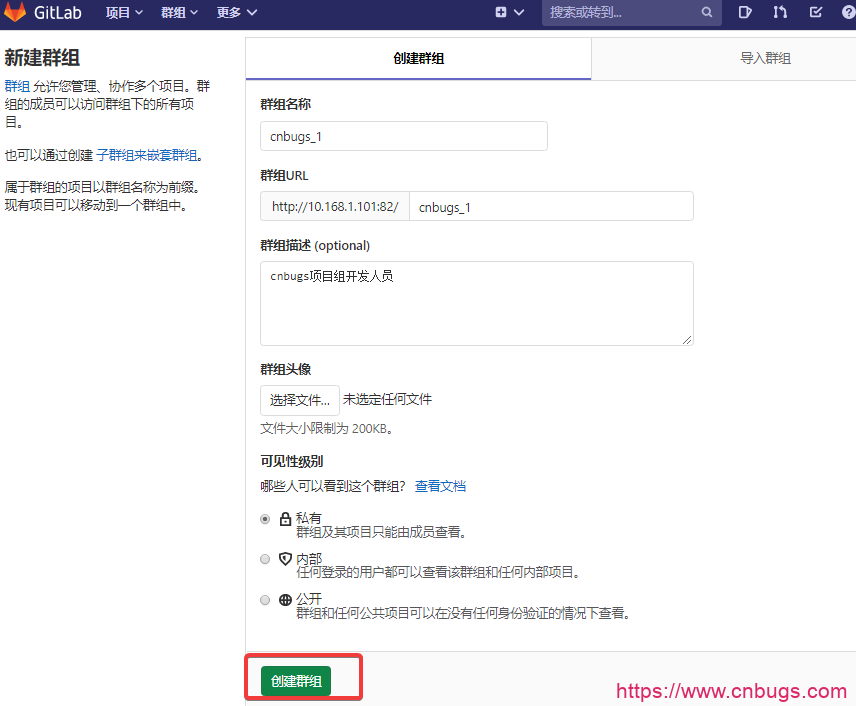 GitLab 项目 群组 更多 搜索或转到...
新建群组
群组 允许您管理、协作多个项目。群
组的成员可以访问群组下的所有项
目。
也可以通过创建 子群组来嵌套群组。
属于群组的项目以群组名称为前缀。
现有项目可以移动到一个群组中。
创建群组 导入群组
群组名称
cnbugs_1
群组URL
http://10.168.1.101:82/ cnbugs_1
群组描述 (optional)
cnbugs项目组开发人员
群组头像
选择文件... 未选定任何文件
文件大小限制为 200KB。
可见性级别
哪些人可以看到这个群组? 查看文档
私有
群组及其项目只能由成员查看。
内部
任何登录的用户都可以查看该群组和任何内部项目。
公开
群组和任何公共项目可以在没有任何身份验证的情况下查看。
创建群组
https://www.cnbugs.com